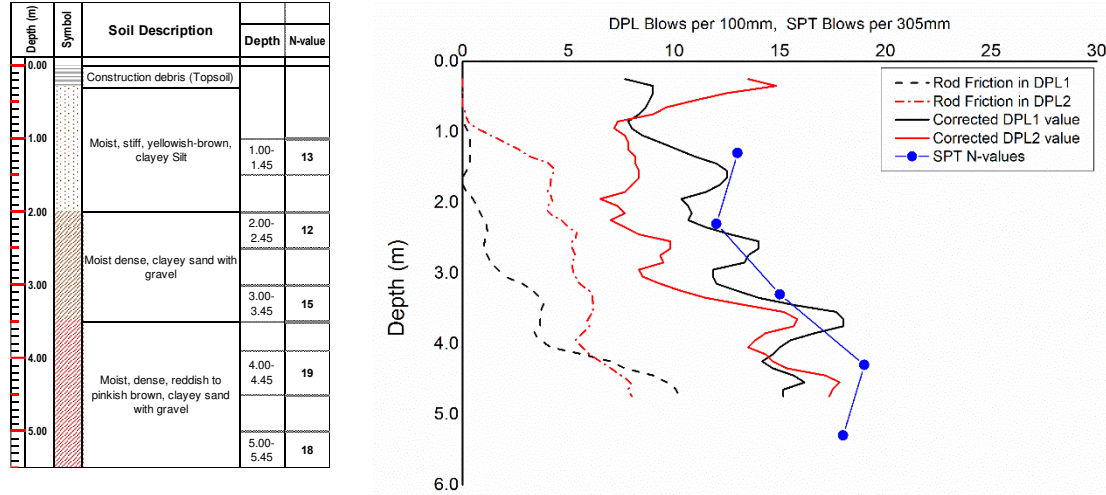 Depth (m)
Symbol
Soil Description
Depth
N-value
0.00
Construction debris (Topsoil)
Moist, stiff, yellowish-brown,
clayey Silt
1.00
1.00-
1.45
13
2.00
2.00-
2.45
12
Moist dense, clayey sand with
gravel
3.00
3.00-
3.45
15
4.00
4.00-
4.45
19
Moist, dense, reddish to
pinkish brown, clayey sand
with gravel
5.00
5.00-
5.45
18
DPL Blows per 100mm, SPT Blows per 305mm
0 5 10 15 20 25 30
0.0
1.0
2.0
3.0
4.0
5.0
6.0
Depth (m)
Rod Friction in DPL1
Rod Friction in DPL2
Corrected DPL1 value
Corrected DPL2 value
SPT N-values